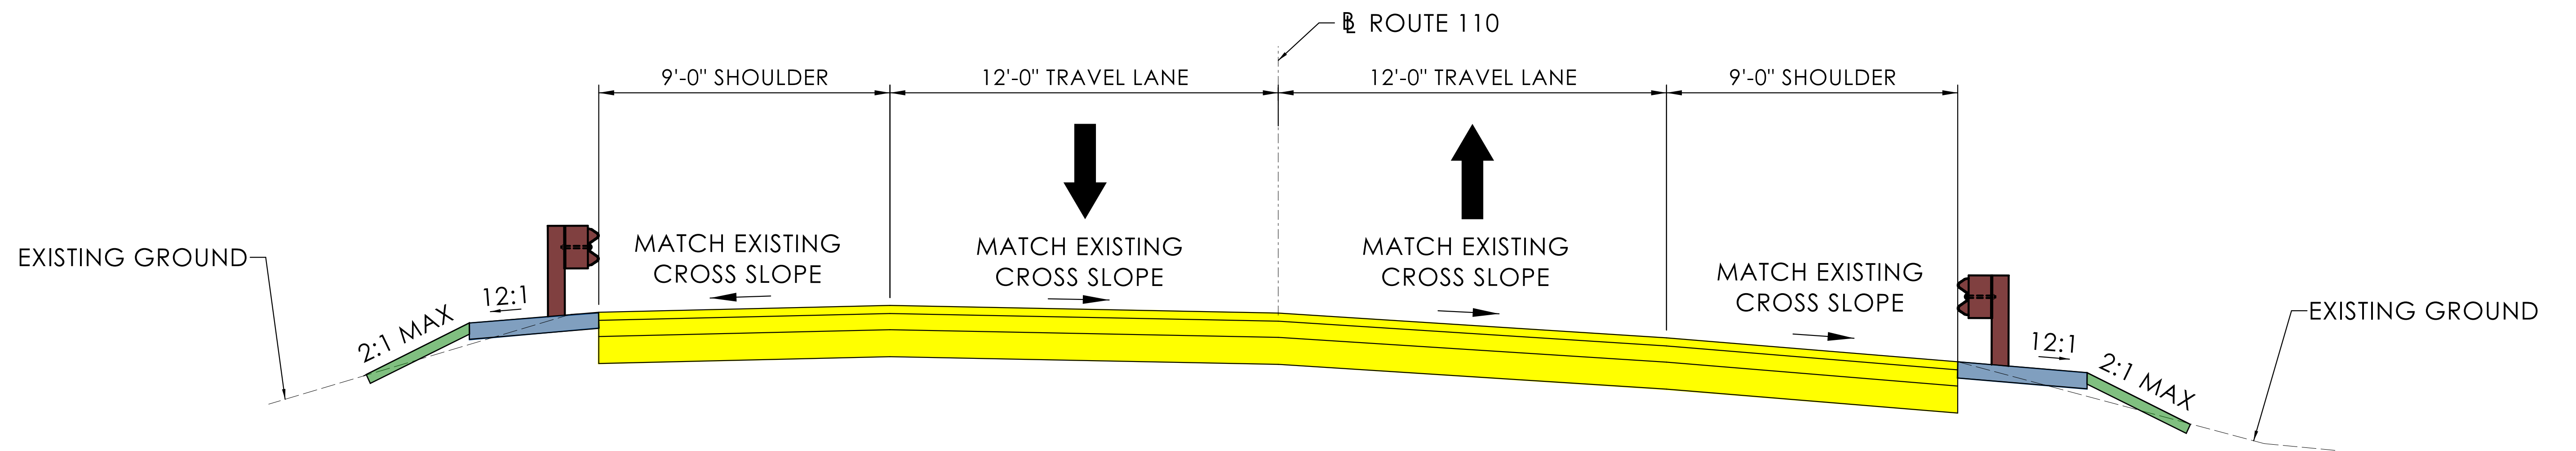 ℄ ROUTE 110
9'-0" SHOULDER
12'-0" TRAVEL LANE
12'-0" TRAVEL LANE
9'-0" SHOULDER
EXISTING GROUND
2:1 MAX
12:1
MATCH EXISTING
CROSS SLOPE
MATCH EXISTING
CROSS SLOPE
MATCH EXISTING
CROSS SLOPE
MATCH EXISTING
CROSS SLOPE
12:1
2:1 MAX
EXISTING GROUND